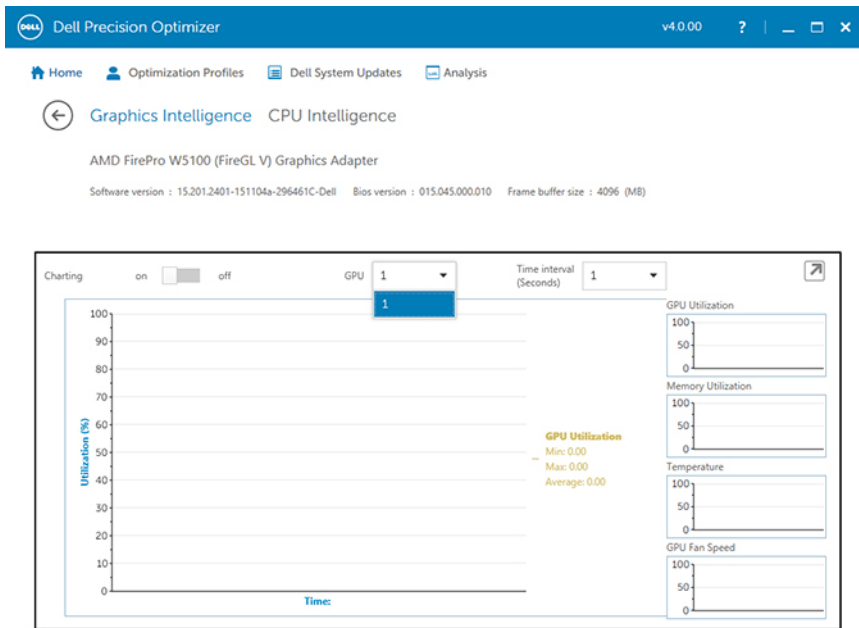 DELL Dell Precision Optimizer v4.0.00 ?
Home Optimization Profiles Dell System Updates Analysis
Graphics Intelligence CPU Intelligence
AMD FirePro W5100 (FireGL V) Graphics Adapter
Software version : 15.201.2401-151104a-296461C-Dell Bios version : 015.045.000.010 Frame buffer size : 4096 (MB)
Charting on off GPU 1 Time interval (Seconds) 1
1
Utilization (%)
100
90
80
70
60
50
40
30
20
10
0
Time:
GPU Utilization
Min: 0.00
Max: 0.00
Average: 0.00
GPU Utilization
100
50
0
Memory Utilization
100
50
0
Temperature
100
50
0
GPU Fan Speed
100
50
0